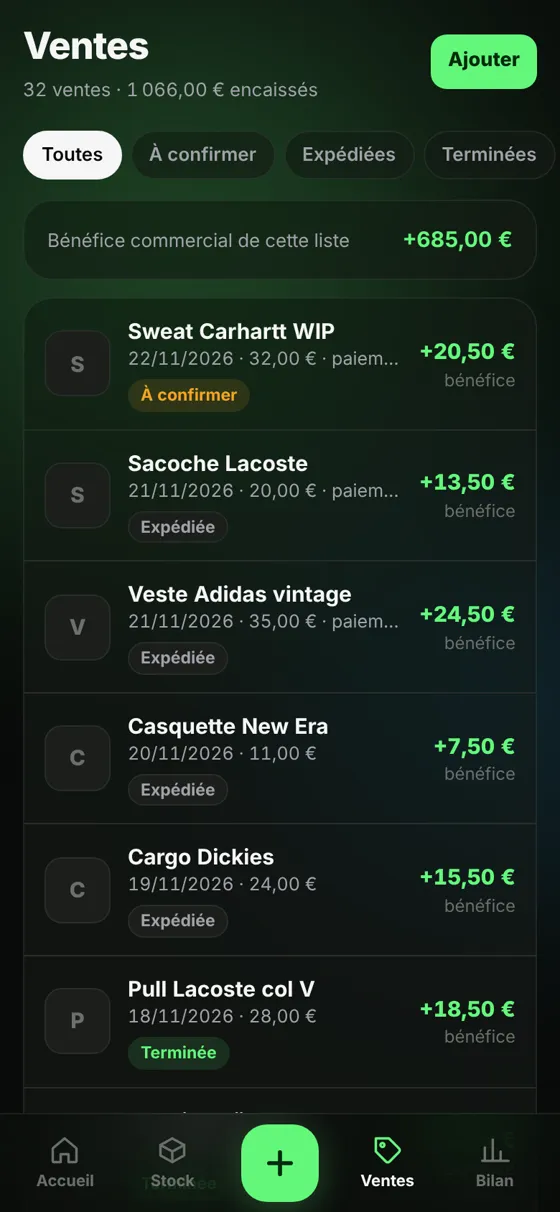 Ventes
32 ventes · 1 066,00 € encaissés
Ajouter
Toutes
À confirmer
Expédiées
Terminées
Bénéfice commercial de cette liste
+685,00 €
S
Sweat Carhartt WIP
22/11/2026 · 32,00 € · paiem...
À confirmer
+20,50 €
bénéfice
S
Sacoche Lacoste
21/11/2026 · 20,00 € · paiem...
Expédiée
+13,50 €
bénéfice
V
Veste Adidas vintage
21/11/2026 · 35,00 € · paiem...
Expédiée
+24,50 €
bénéfice
C
Casquette New Era
20/11/2026 · 11,00 €
Expédiée
+7,50 €
bénéfice
C
Cargo Dickies
19/11/2026 · 24,00 €
Expédiée
+15,50 €
bénéfice
P
Pull Lacoste col V
18/11/2026 · 28,00 €
Terminée
+18,50 €
bénéfice
Accueil
Stock
Ventes
Bilan